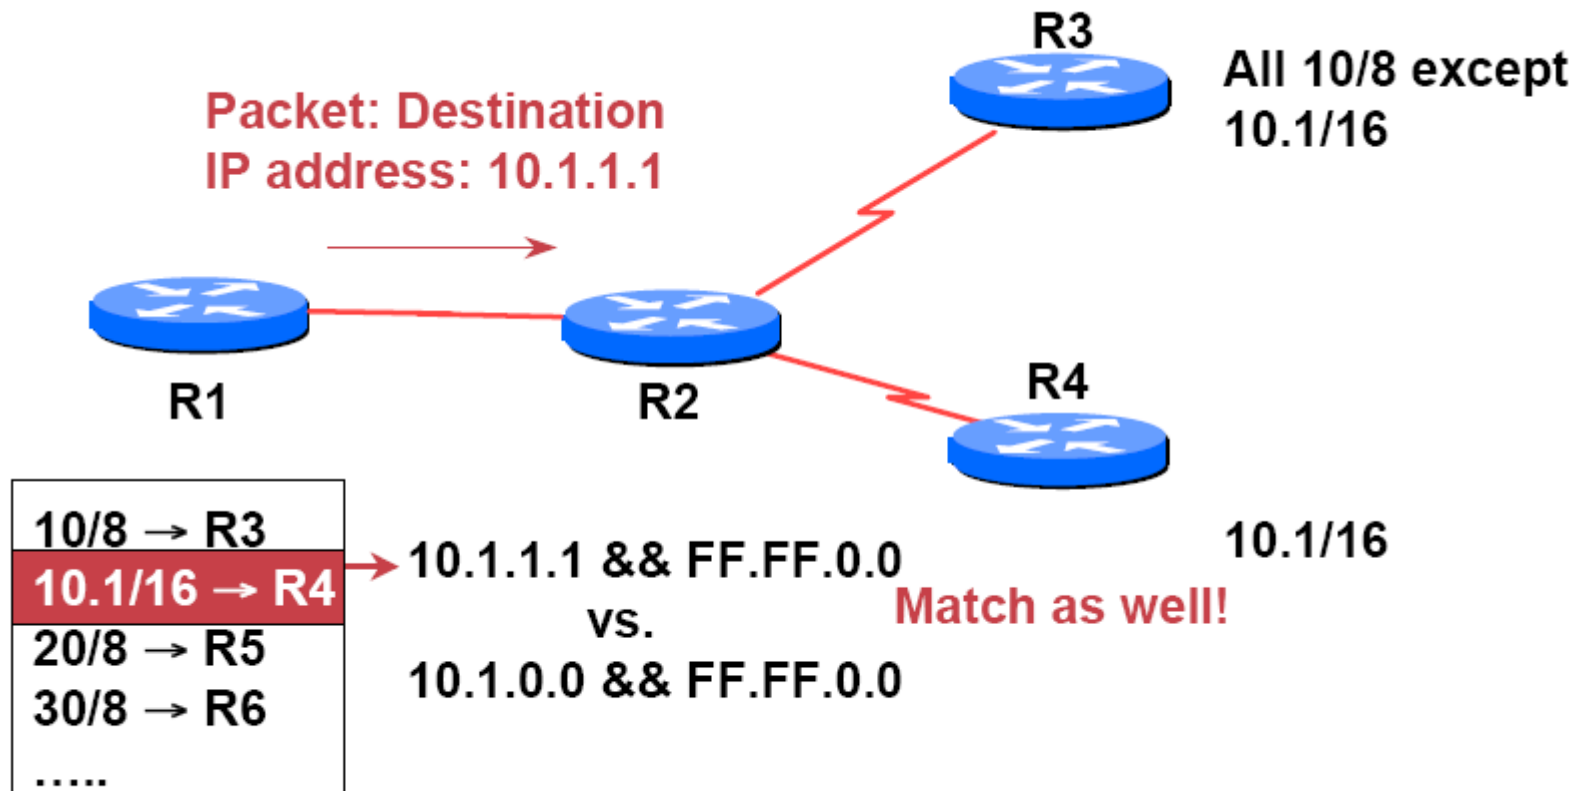 R3
All 10/8 except
10.1/16
Packet: Destination
IP address: 10.1.1.1
R1
R2
R4
10.1/16
10/8 → R3
10.1/16 → R4
20/8 → R5
30/8 → R6
.....
10.1.1.1 && FF.FF.0.0
vs.
10.1.0.0 && FF.FF.0.0
Match as well!